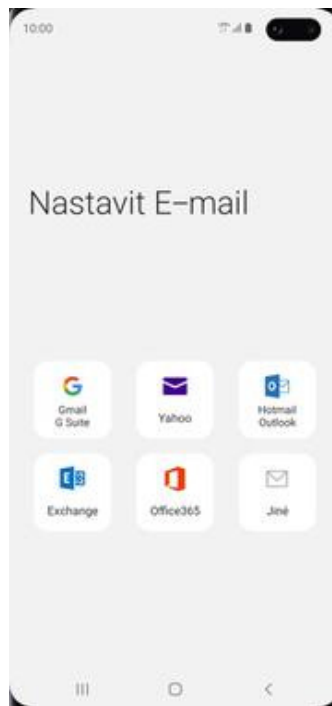 10:00
Nastavit E-mail
Gmail
G Suite
Yahoo
Hotmail
Outlook
Exchange
Office365
Jiné